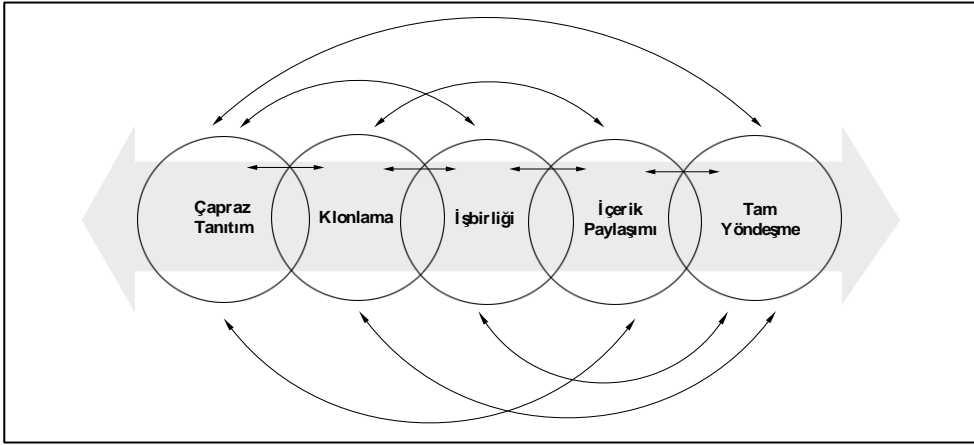 Çapraz
Tanıtım
Klonlama
İşbirliği
İçerik
Paylaşımı
Tam
Yöndeşme